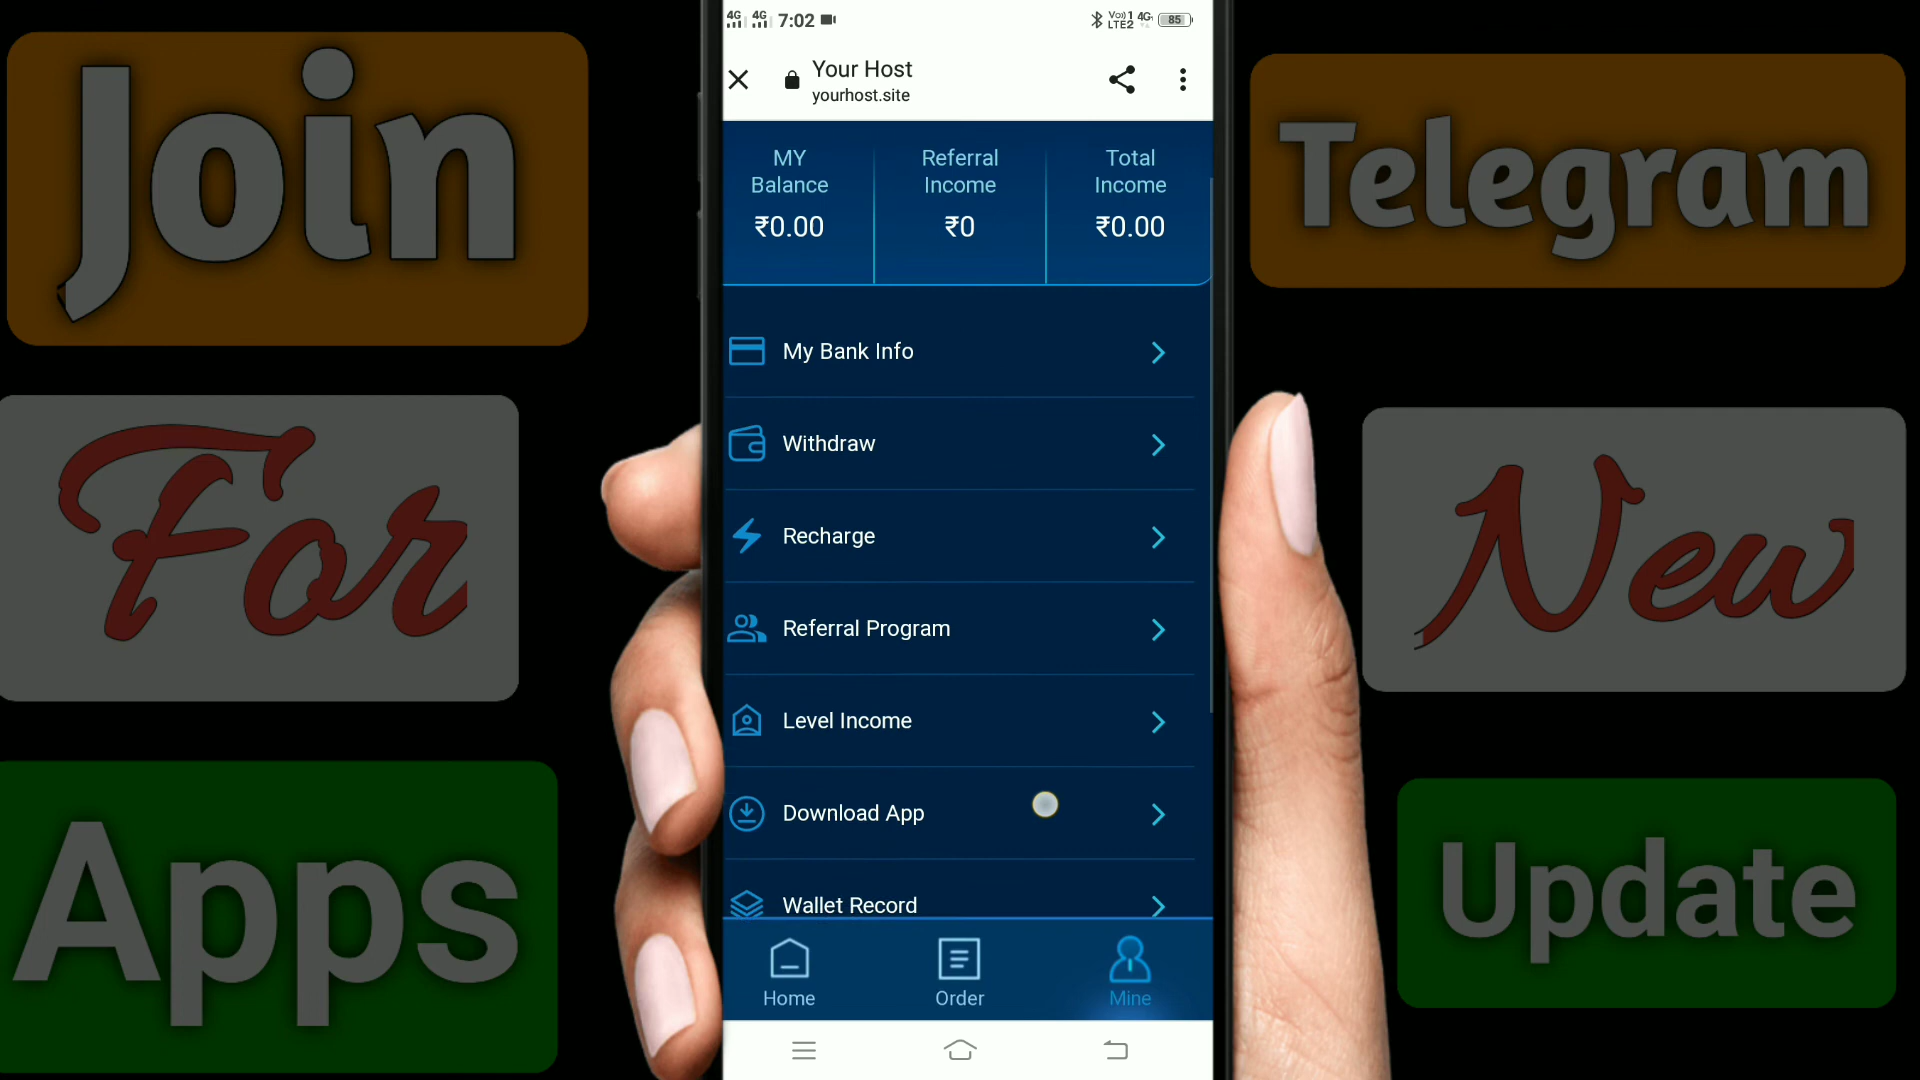 Join
Telegram
For
New
Apps
Update
4G 4G 7:02
Vo) 1 LTE2 4G 85
Your Host
yourhost.site
MY Balance
₹0.00
Referral Income
₹0
Total Income
₹0.00
My Bank Info
Withdraw
Recharge
Referral Program
Level Income
Download App
Wallet Record
Home
Order
Mine